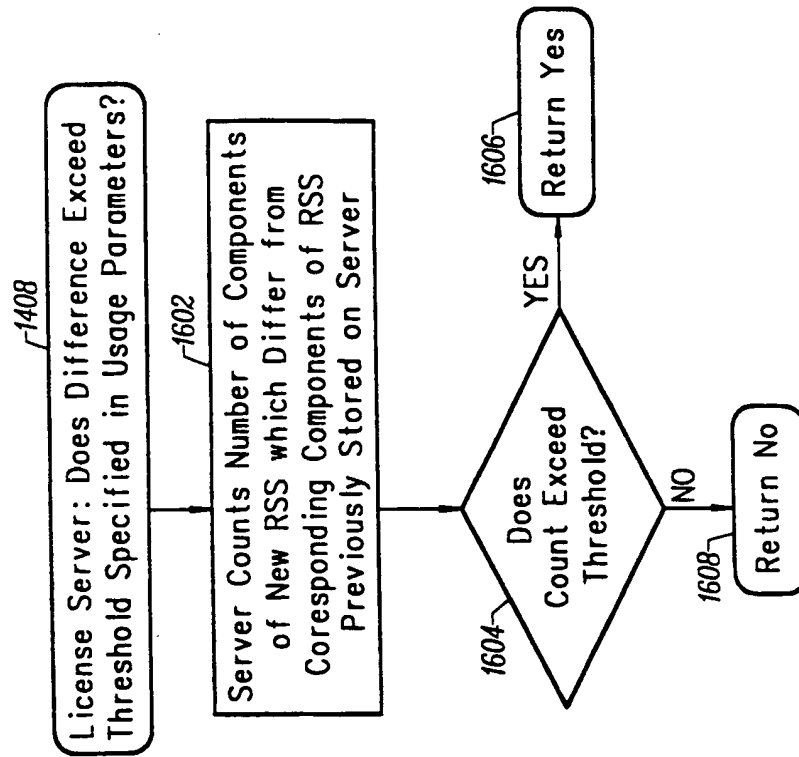 1408
License Server: Does Difference Exceed
Threshold Specified in Usage Parameters?
1602
Server Counts Number of Components
of New RSS which Differ from
Coresponding Components of RSS
Previously Stored on Server
1604
Does
Count Exceed
Threshold?
YES
1606
Return Yes
NO
1608
Return No